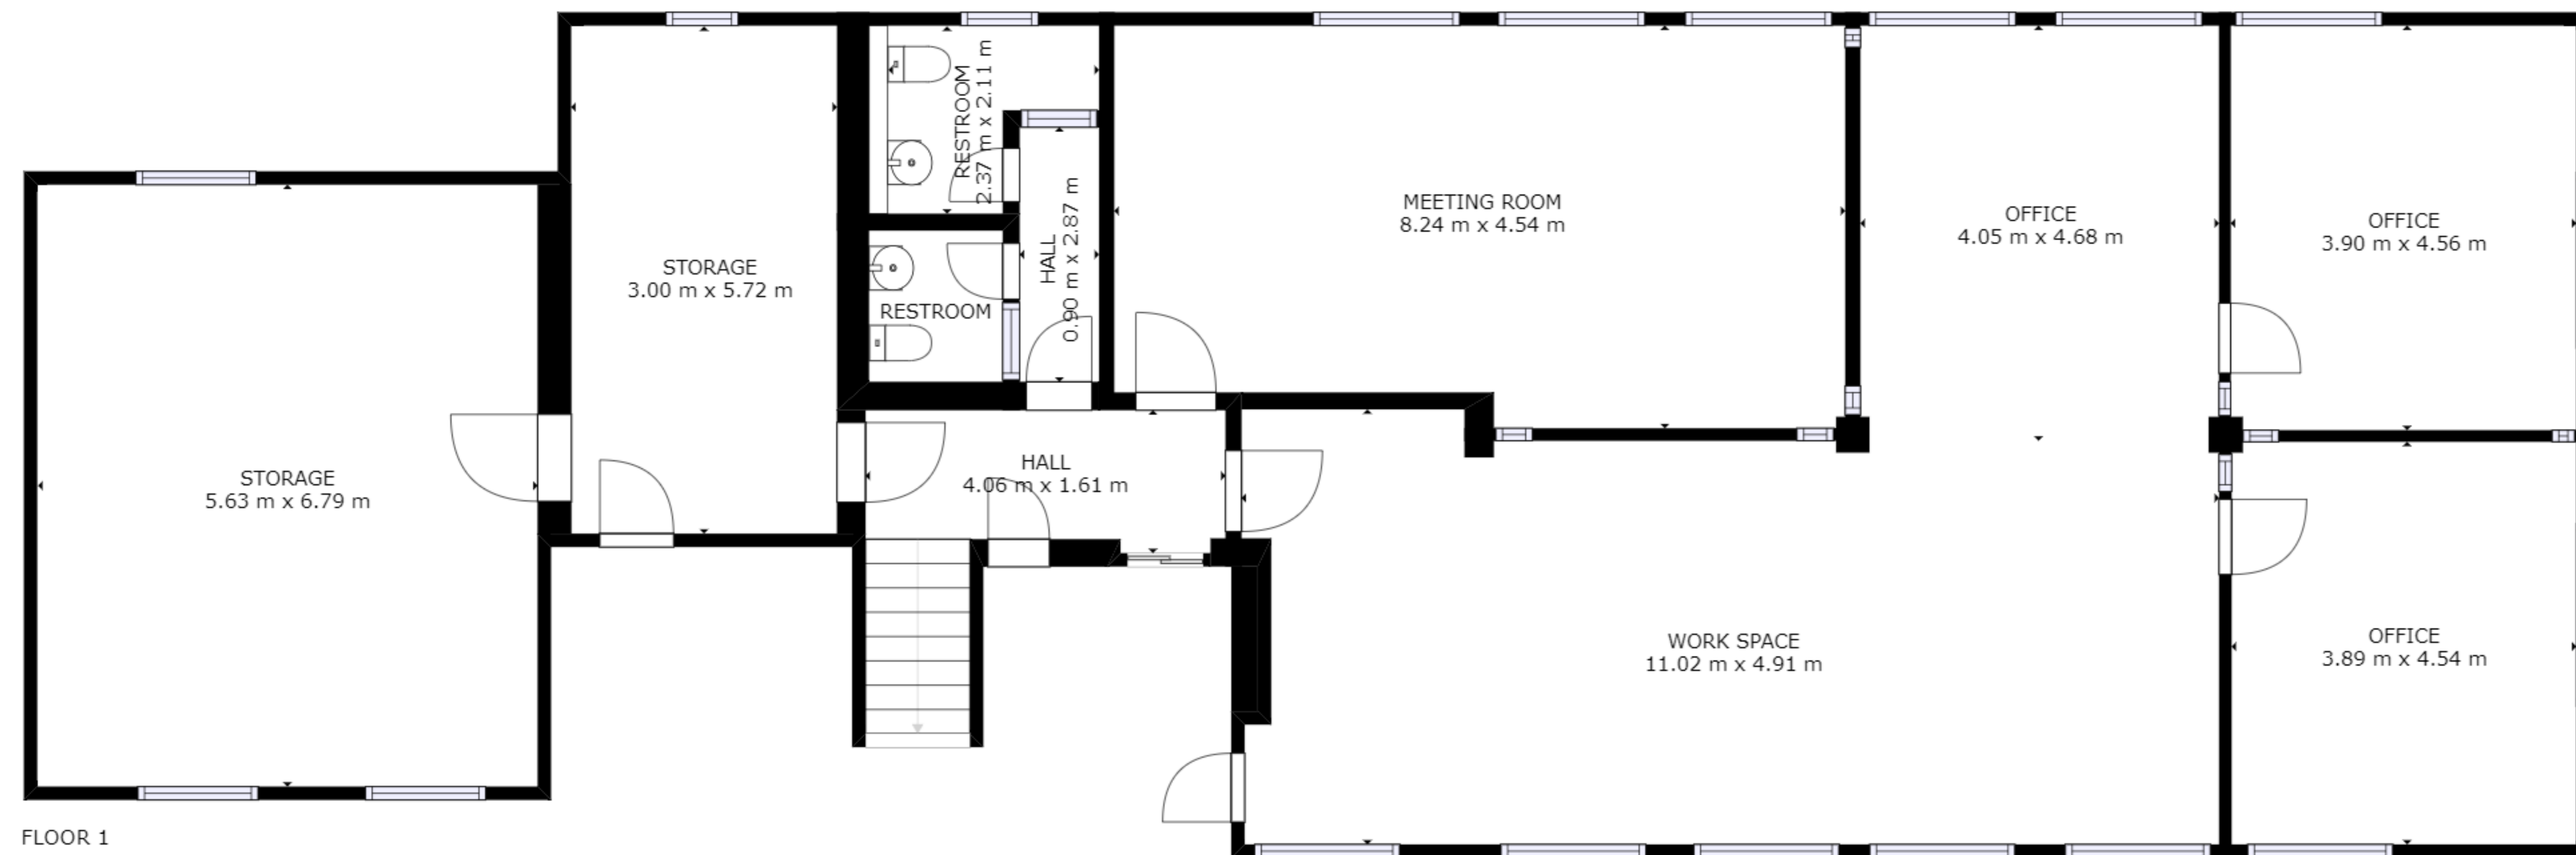 STORAGE
5.63 m x 6.79 m
STORAGE
3.00 m x 5.72 m
RESTROOM
2.37 m x 2.11 m
RESTROOM
HALL
0.90 m x 2.87 m
HALL
4.06 m x 1.61 m
MEETING ROOM
8.24 m x 4.54 m
OFFICE
4.05 m x 4.68 m
OFFICE
3.90 m x 4.56 m
WORK SPACE
11.02 m x 4.91 m
OFFICE
3.89 m x 4.54 m
FLOOR 1